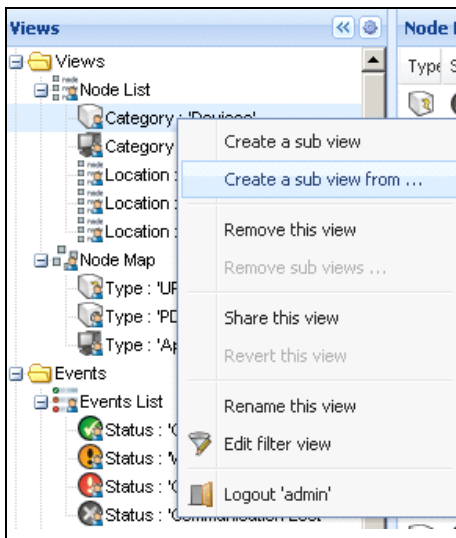 Views
Node
Type S
Views
Node List
Category : 'Devices'
Category
Location :
Location :
Location :
Node Map
Type : 'UP
Type : 'PD
Type : 'Ap
Events
Events List
Status :
Status :
Status :
Status : 'Communication Lost'
Create a sub view
Create a sub view from ...
Remove this view
Remove sub views ...
Share this view
Revert this view
Rename this view
Edit filter view
Logout 'admin'